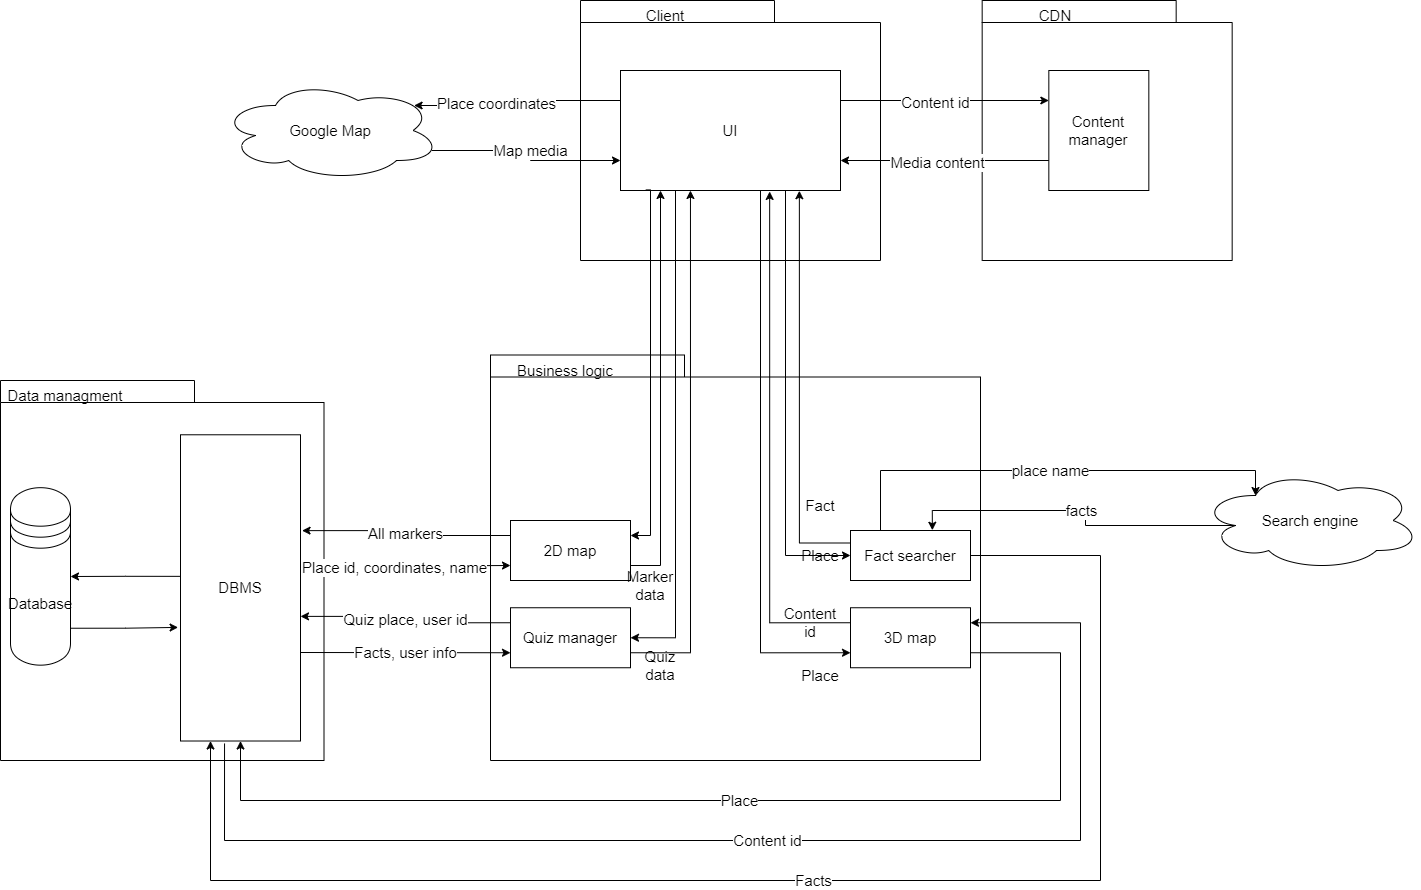 Client
CDN
Place coordinates
Content id
Google Map
UI
Content
manager
Map media
Media content
Business logic
Data managment
place name
Fact
facts
Search engine
All markers
2D map
Place
Fact searcher
Place id, coordinates, name
Marker
data
DBMS
Database
Quiz place, user id
Content
id
Quiz manager
3D map
Facts, user info
Quiz
data
Place
Place
Content id
Facts